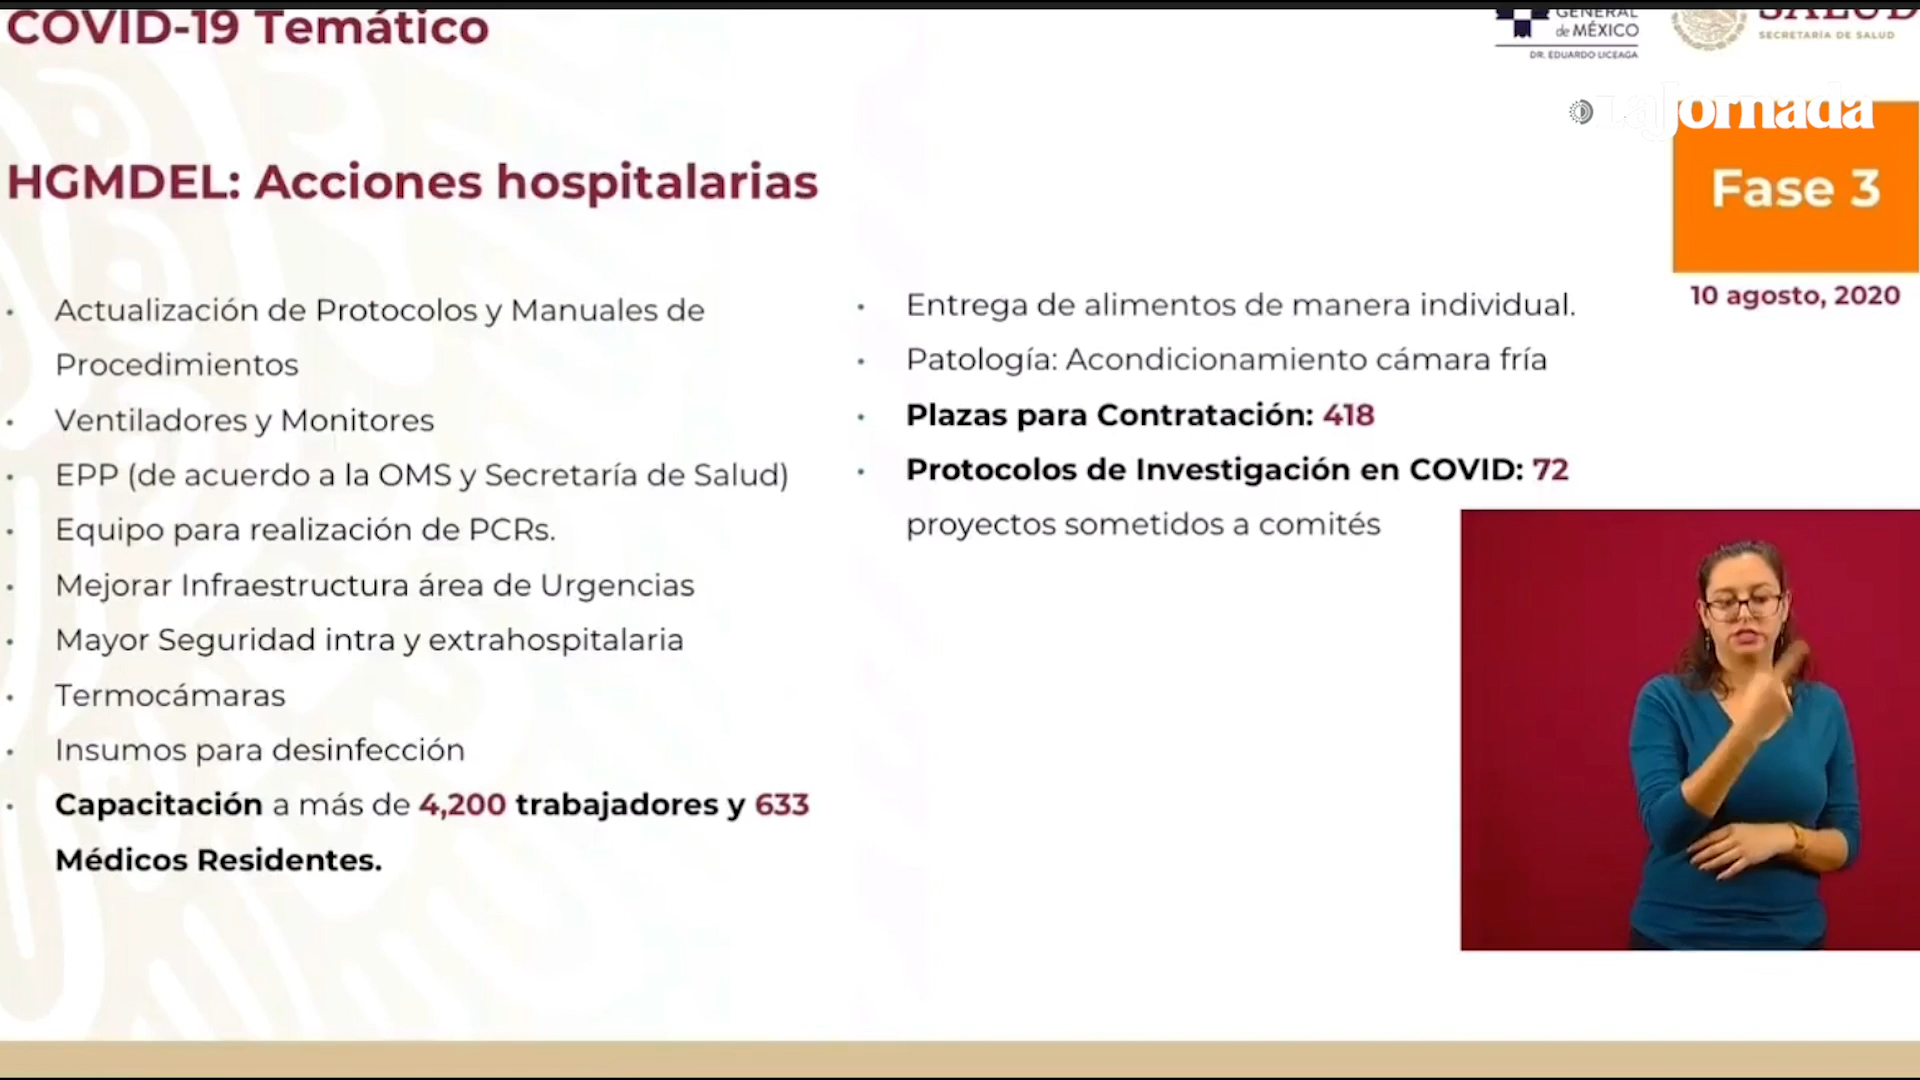 COVID-19 Temático
GENERAL
de MÉXICO
DR. EDUARDO LICEAGA
SALUD
SECRETARÍA DE SALUD
La Jornada
HGMDEL: Acciones hospitalarias
Fase 3
10 agosto, 2020
• Actualización de Protocolos y Manuales de
Procedimientos
• Ventiladores y Monitores
• EPP (de acuerdo a la OMS y Secretaría de Salud)
• Equipo para realización de PCRs.
• Mejorar Infraestructura área de Urgencias
• Mayor Seguridad intra y extrahospitalaria
• Termocámaras
• Insumos para desinfección
• Capacitación a más de 4,200 trabajadores y 633
Médicos Residentes.
• Entrega de alimentos de manera individual.
• Patología: Acondicionamiento cámara fría
• Plazas para Contratación: 418
• Protocolos de Investigación en COVID: 72
proyectos sometidos a comités